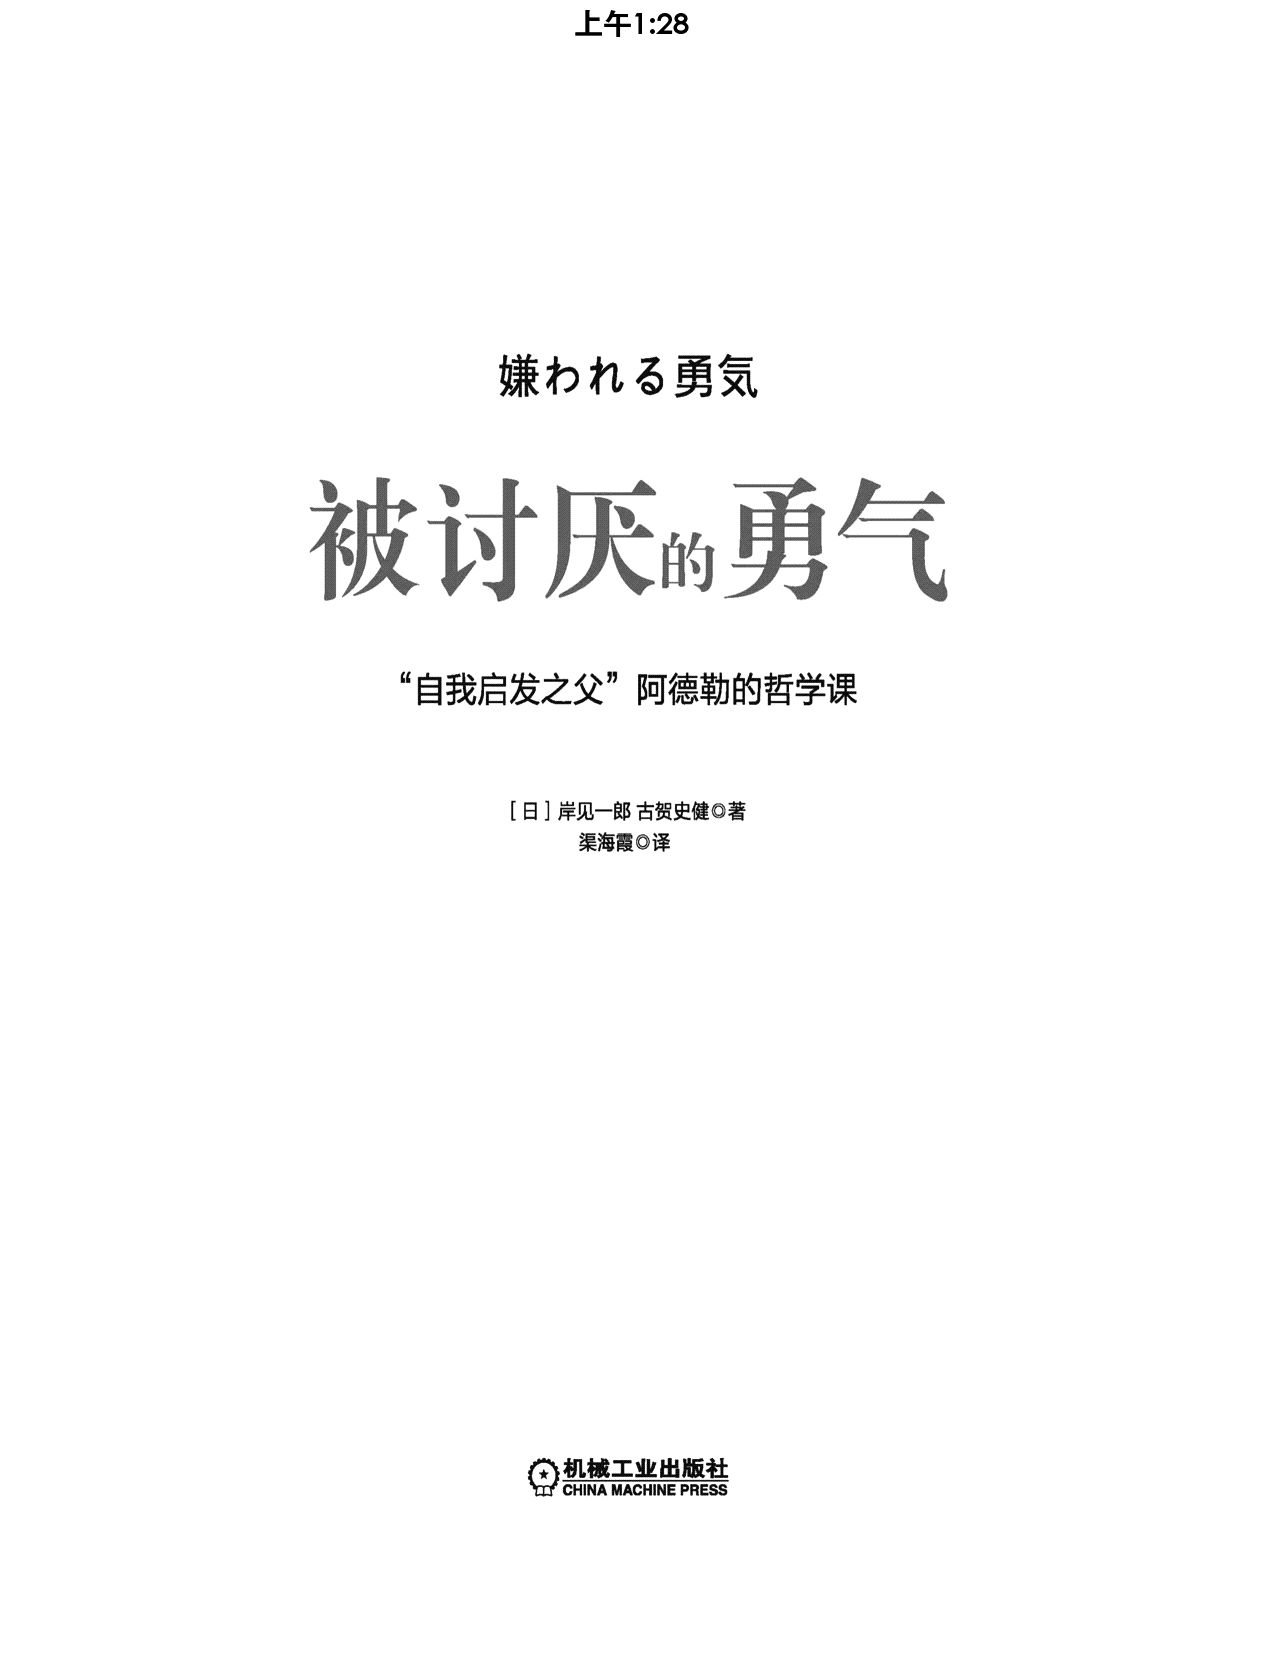 上午1:28
嫌われる勇気
被讨厌的勇气
“自我启发之父”阿德勒的哲学课
［日］岸见一郎 古贺史健◎著
渠海霞◎译
机械工业出版社
CHINA MACHINE PRESS